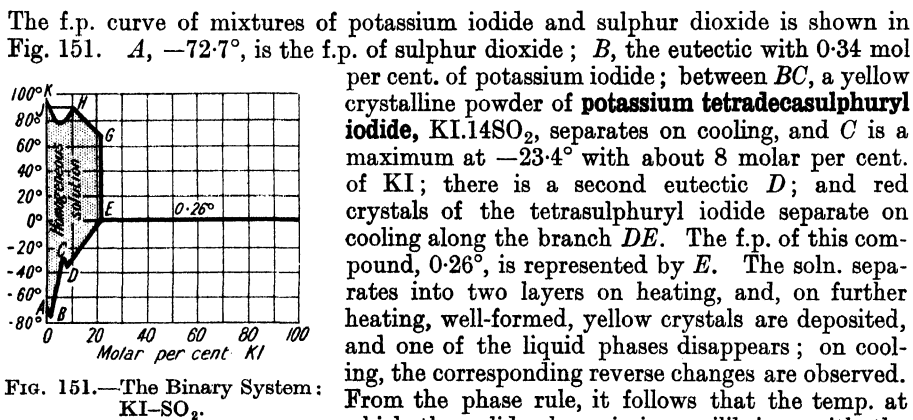 The f.p. curve of mixtures of potassium iodide and sulphur dioxide is shown in
Fig. 151. A, —72·7°, is the f.p. of sulphur dioxide; B, the eutectic with 0·34 mol
per cent. of potassium iodide; between BC, a yellow
crystalline powder of potassium tetradecasulphuryl
iodide, KI.14SO₂, separates on cooling, and C is a
maximum at —23·4° with about 8 molar per cent.
of KI; there is a second eutectic D; and red
crystals of the tetrasulphuryl iodide separate on
cooling along the branch DE. The f.p. of this com-
pound, 0·26°, is represented by E. The soln. sepa-
rates into two layers on heating, and, on further
heating, well-formed, yellow crystals are deposited,
and one of the liquid phases disappears; on cool-
ing, the corresponding reverse changes are observed.
From the phase rule, it follows that the temp. at
100° K
H
80°
G
60°
40°
20°
0°
-20°
-40°
-60°
-80°
Homogeneous
solution
E
0·26°
C
D
A
B
0 20 40 60 80 100
Molar per cent KI
FIG. 151.—The Binary System:
KI–SO₂.